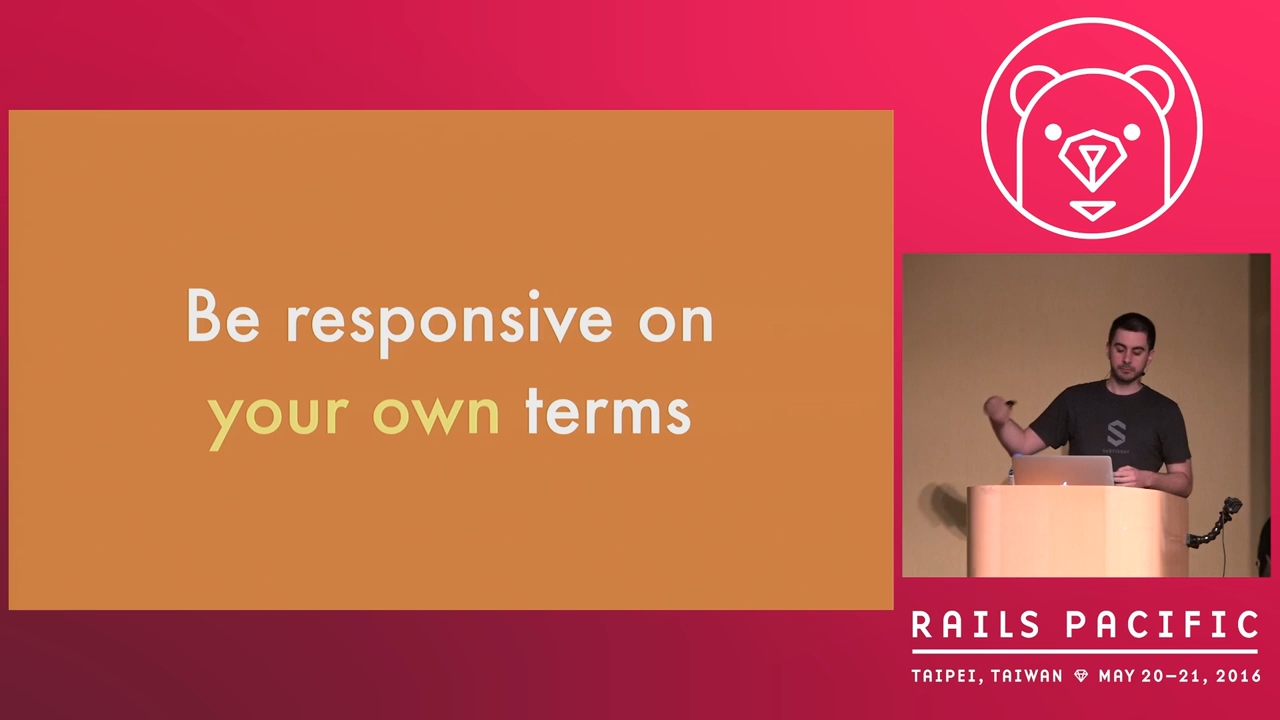 Be responsive on
your own terms
RAILS PACIFIC
TAIPEI, TAIWAN MAY 20–21, 2016